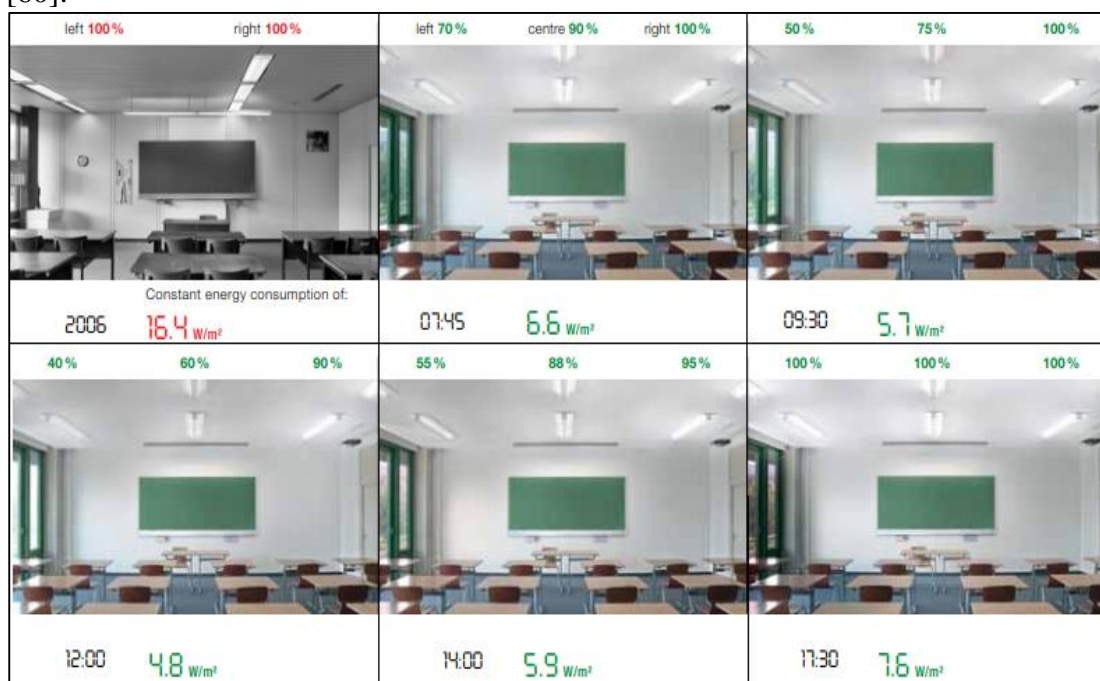 [60].
left 100% right 100%
left 70% centre 90% right 100%
50% 75% 100%
Constant energy consumption of:
2006 16.4 W/m²
07:45 6.6 W/m²
09:30 5.7 W/m²
40% 60% 90%
55% 88% 95%
100% 100% 100%
12:00 4.8 W/m²
14:00 5.9 W/m²
17:30 7.6 W/m²